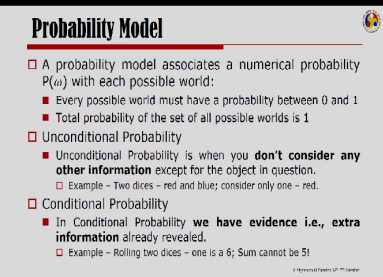 Probability Model
A probability model associates a numerical probability
P(ω) with each possible world:
Every possible world must have a probability between 0 and 1
Total probability of the set of all possible worlds is 1
Unconditional Probability
Unconditional Probability is when you don't consider any
other information except for the object in question.
Example – Two dices – red and blue; consider only one – red.
Conditional Probability
In Conditional Probability we have evidence i.e., extra
information already revealed.
Example – Rolling two dices – one is a 6; Sum cannot be 5!